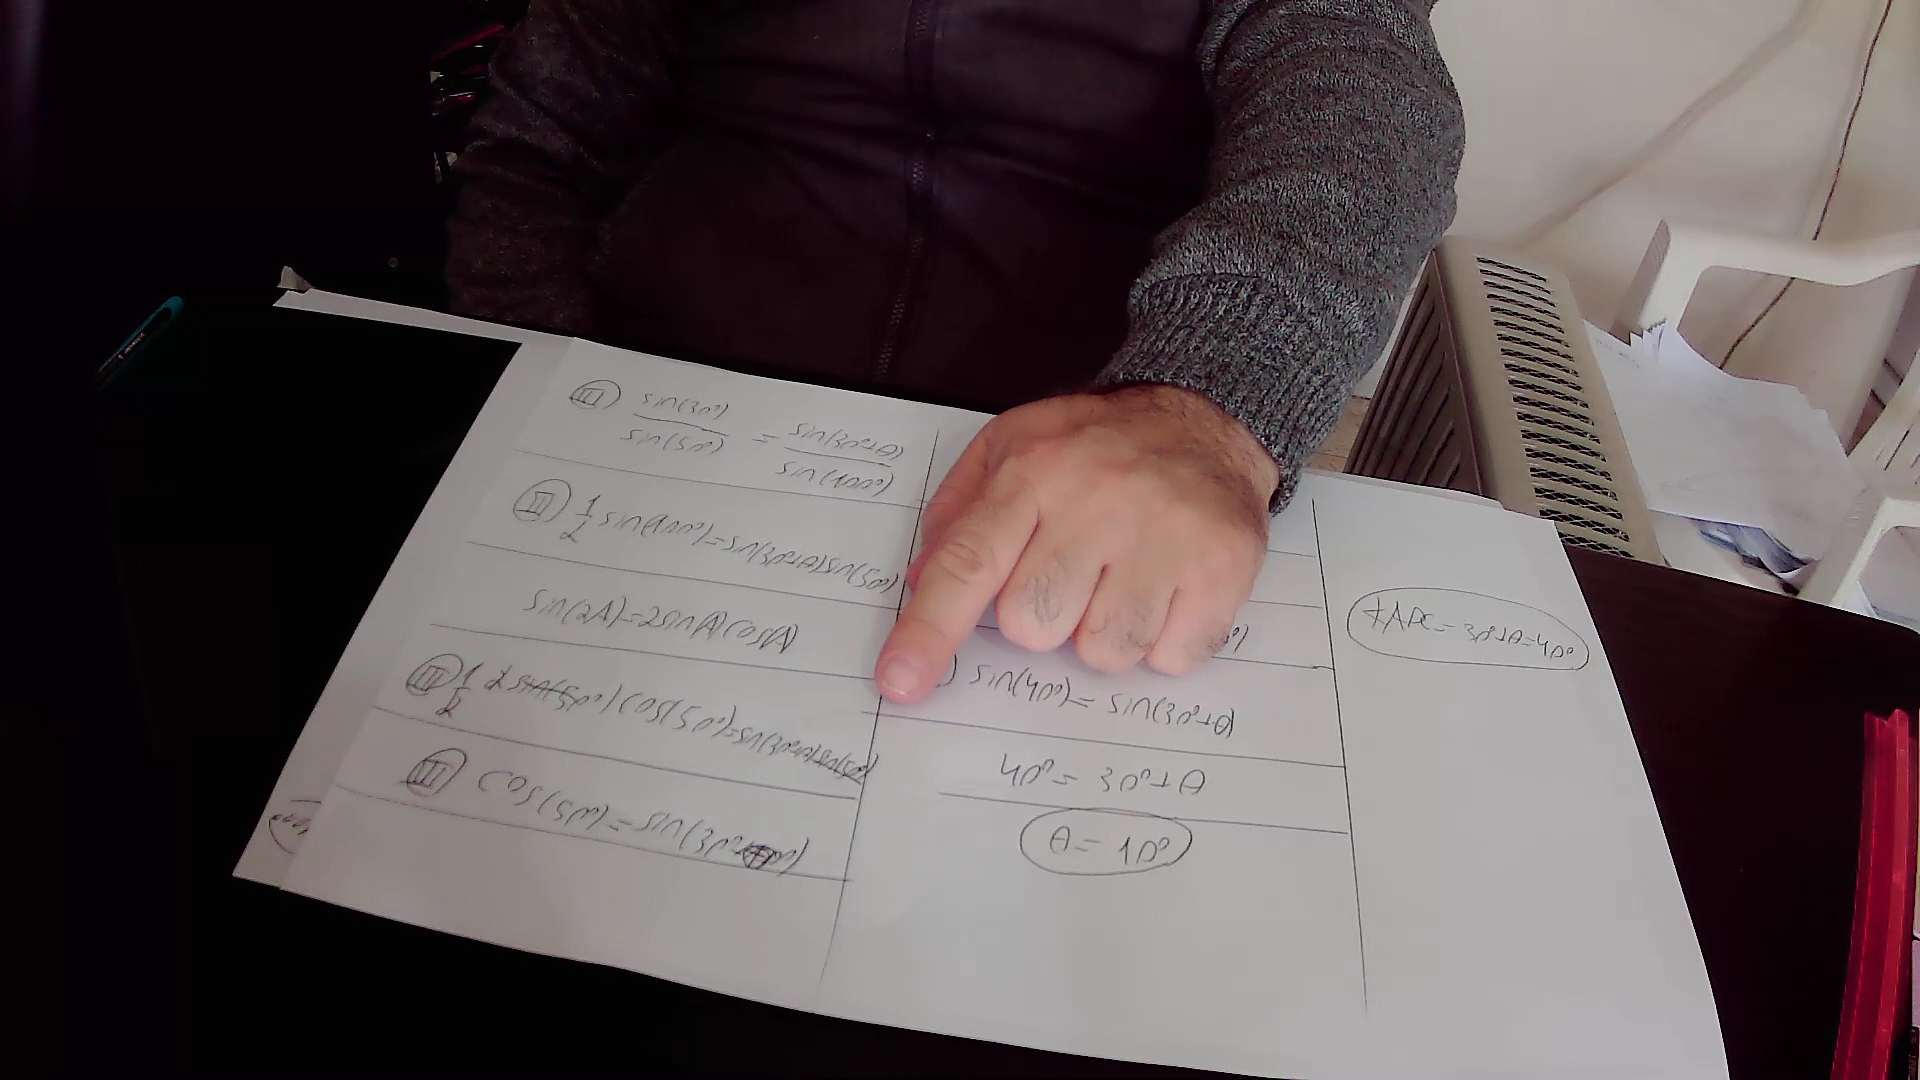 (III) sin(30°)/sin(50°) = sin(30°+θ)/sin(100°)
(III) 1/2 sin(100°)=sin(30°+θ)sin(50°)
sin(2A)=2sin(A)cos(A)
(III) 1/2 2sin(50°)cos(50°)=sin(30°+θ)sin(50°)
(III) cos(50°)=sin(30°+θ)
sin(40°)= sin(30°+θ)
40°= 30°+θ
θ= 10°
∠ADC=30°+θ=40°